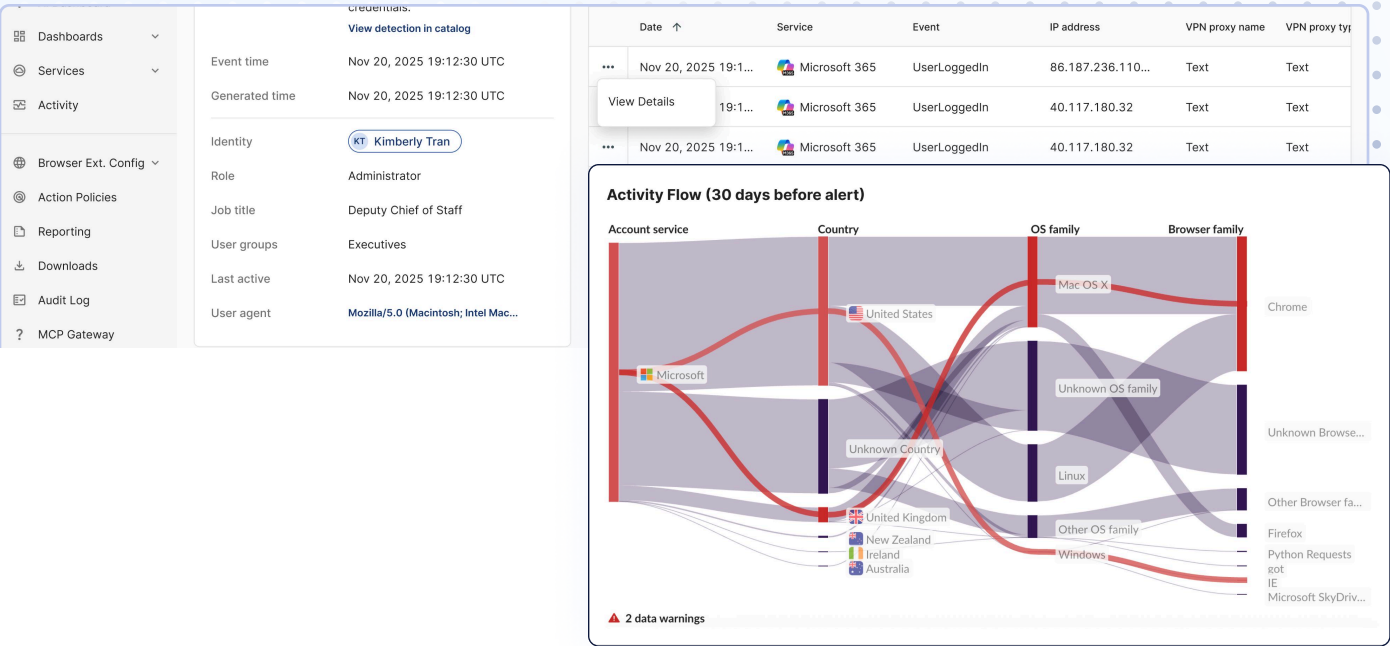 credentials.
View detection in catalog
Dashboards
Services
Activity
Browser Ext. Config
Action Policies
Reporting
Downloads
Audit Log
? MCP Gateway
Event time Nov 20, 2025 19:12:30 UTC
Generated time Nov 20, 2025 19:12:30 UTC
Identity KT Kimberly Tran
Role Administrator
Job title Deputy Chief of Staff
User groups Executives
Last active Nov 20, 2025 19:12:30 UTC
User agent Mozilla/5.0 (Macintosh; Intel Mac...
Date ↑ Service Event IP address VPN proxy name VPN proxy typ
••• Nov 20, 2025 19:1... Microsoft 365 UserLoggedIn 86.187.236.110... Text Text
View Details
19:1... Microsoft 365 UserLoggedIn 40.117.180.32 Text Text
••• Nov 20, 2025 19:1... Microsoft 365 UserLoggedIn 40.117.180.32 Text Text
Activity Flow (30 days before alert)
Account service Country OS family Browser family
Microsoft
United States
Unknown Country
United Kingdom
New Zealand
Ireland
Australia
Mac OS X
Unknown OS family
Linux
Other OS family
Windows
Chrome
Unknown Browse...
Other Browser fa...
Firefox
Python Requests
got
IE
Microsoft SkyDriv...
2 data warnings